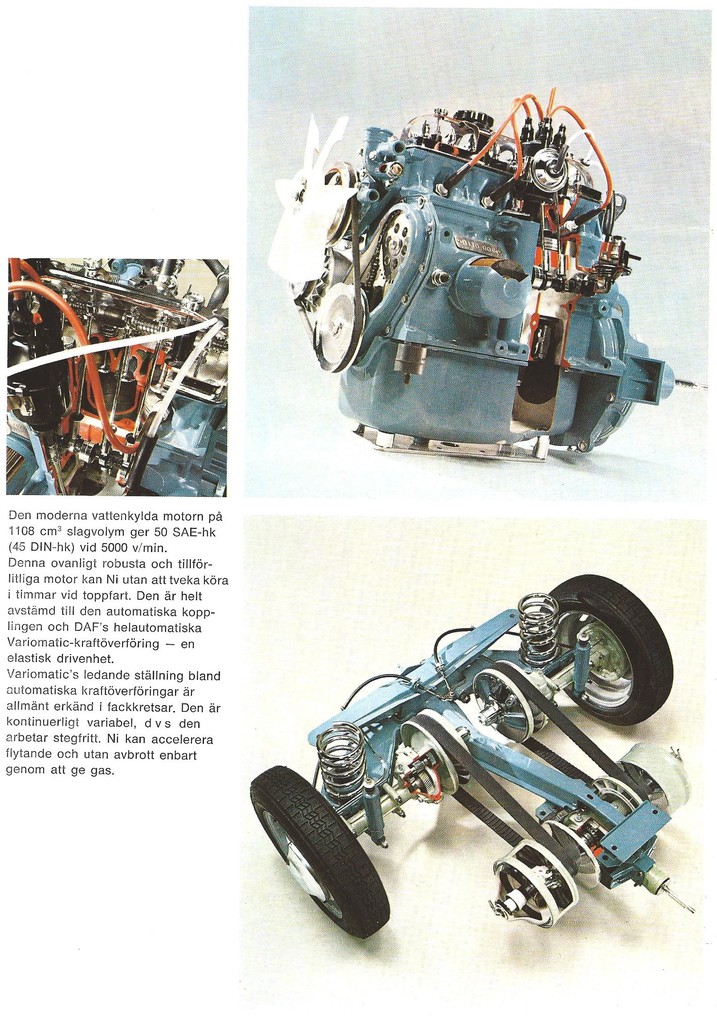 Den moderna vattenkylda motorn på
1108 cm³ slagvolym ger 50 SAE-hk
(45 DIN-hk) vid 5000 v/min.
Denna ovanligt robusta och tillför-
litliga motor kan Ni utan att tveka köra
i timmar vid toppfart. Den är helt
avstämd till den automatiska kopp-
lingen och DAF's helautomatiska
Variomatic-kraftöverföring — en
elastisk drivenhet.
Variomatic's ledande ställning bland
automatiska kraftöverföringar är
allmänt erkänd i fackkretsar. Den är
kontinuerligt variabel, d v s den
arbetar stegfritt. Ni kan accelerera
flytande och utan avbrott enbart
genom att ge gas.